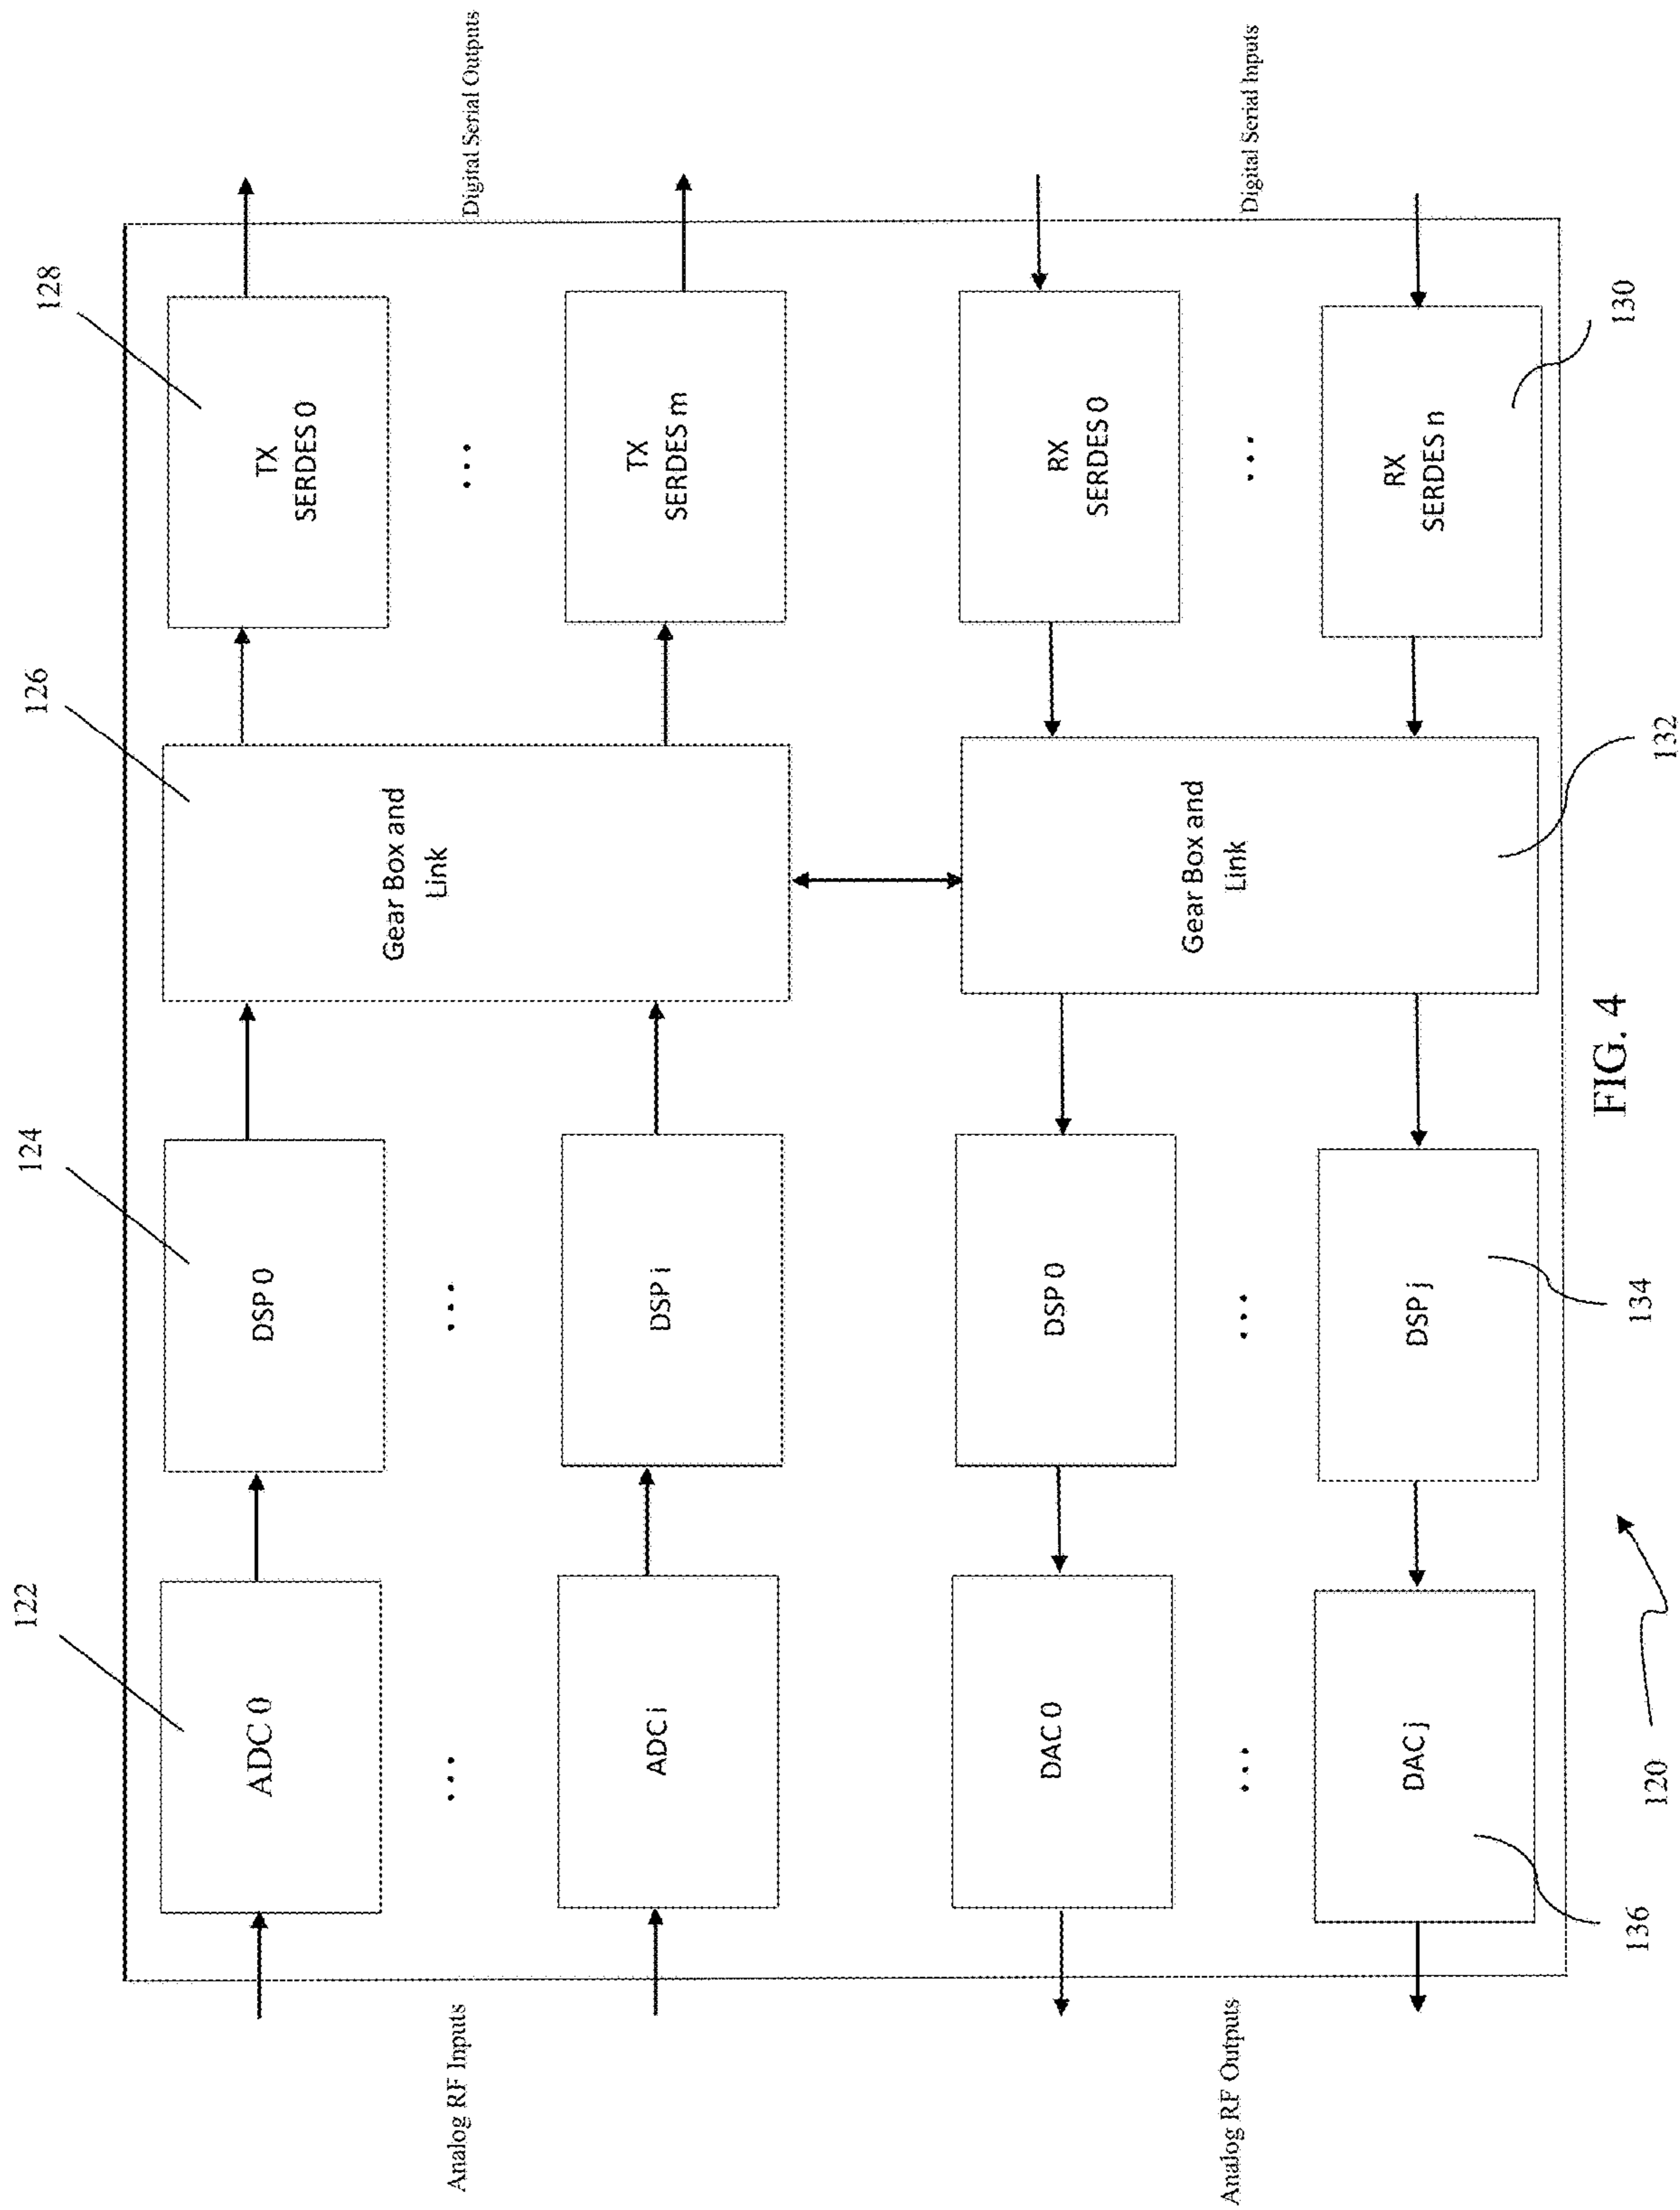 122
124
126
128
Analog RF Inputs
ADC 0
DSP 0
Gear Box and
Link
TX
SERDES 0
Digital Serial Outputs
...
...
...
ADC i
DSP i
TX
SERDES m
DAC 0
DSP 0
Gear Box and
Link
RX
SERDES 0
Analog RF Outputs
...
...
...
Digital Serial Inputs
DAC j
DSP j
RX
SERDES n
136
120
134
132
130
FIG. 4